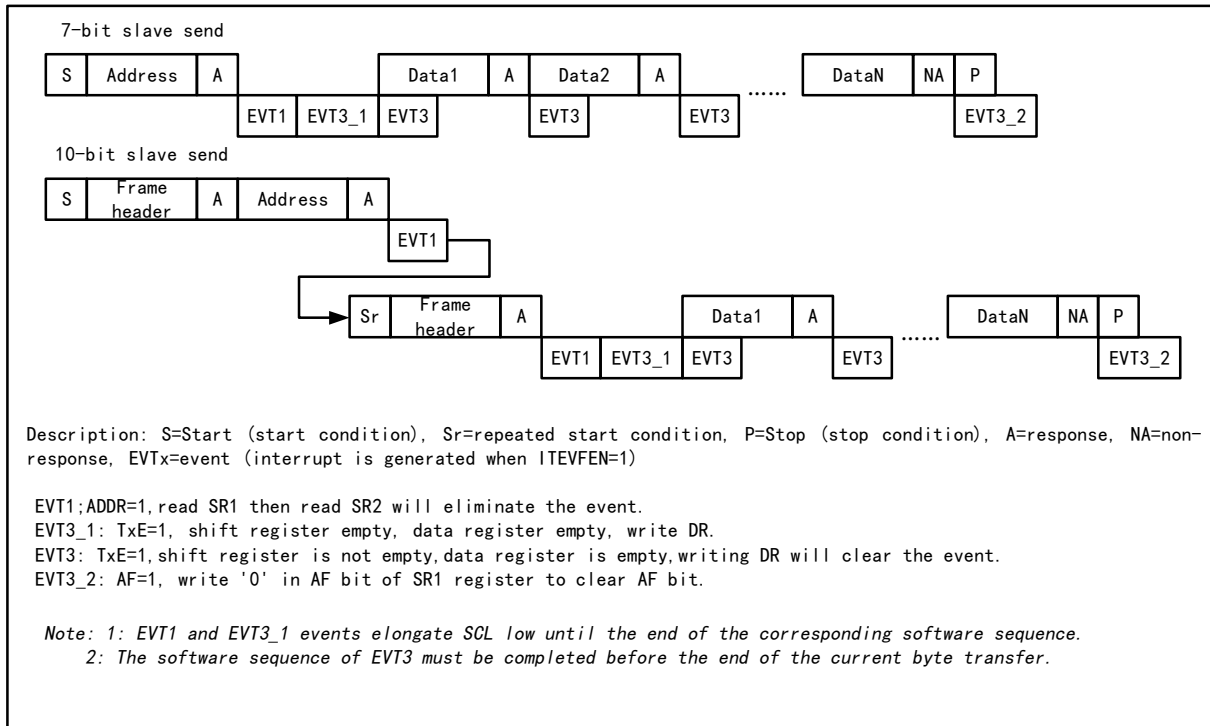 7-bit slave send
S Address A Data1 A Data2 A …… DataN NA P
EVT1 EVT3_1 EVT3 EVT3 EVT3 EVT3_2
10-bit slave send
S Frame header A Address A
EVT1
Sr Frame header A Data1 A …… DataN NA P
EVT1 EVT3_1 EVT3 EVT3 EVT3_2
Description: S=Start (start condition), Sr=repeated start condition, P=Stop (stop condition), A=response, NA=non-
response, EVTx=event (interrupt is generated when ITEVFEN=1)
EVT1;ADDR=1,read SR1 then read SR2 will eliminate the event.
EVT3_1: TxE=1, shift register empty, data register empty, write DR.
EVT3: TxE=1,shift register is not empty,data register is empty,writing DR will clear the event.
EVT3_2: AF=1, write '0' in AF bit of SR1 register to clear AF bit.
Note: 1: EVT1 and EVT3_1 events elongate SCL low until the end of the corresponding software sequence.
2: The software sequence of EVT3 must be completed before the end of the current byte transfer.